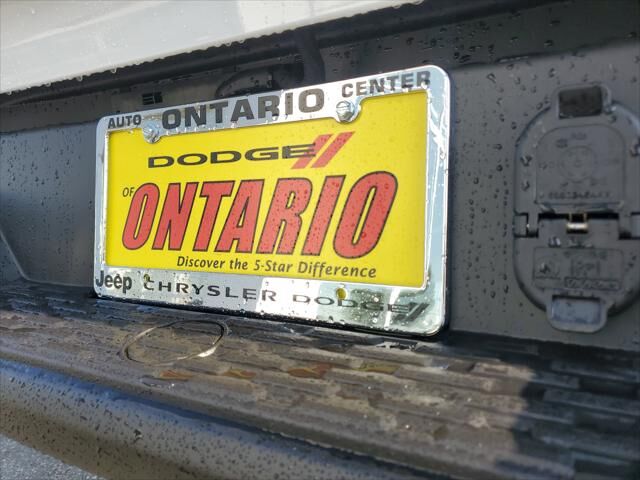 AUTO ONTARIO CENTER
DODGE
OF
ONTARIO
Discover the 5-Star Difference
Jeep CHRYSLER DODGE